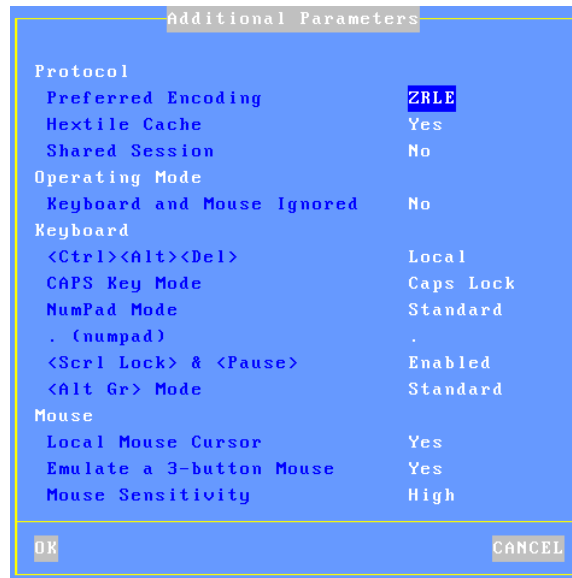 Additional Parameters
Protocol
Preferred Encoding ZRLE
Hextile Cache Yes
Shared Session No
Operating Mode
Keyboard and Mouse Ignored No
Keyboard
<Ctrl><Alt><Del> Local
CAPS Key Mode Caps Lock
NumPad Mode Standard
. (numpad) .
<Scrl Lock> & <Pause> Enabled
<Alt Gr> Mode Standard
Mouse
Local Mouse Cursor Yes
Emulate a 3-button Mouse Yes
Mouse Sensitivity High
OK CANCEL